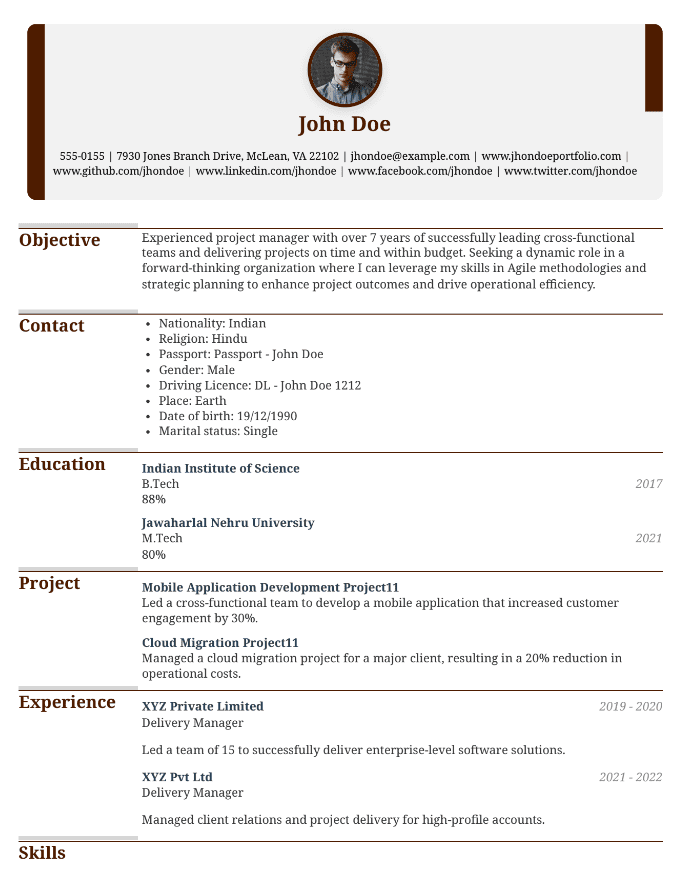 John Doe
555-0155 | 7930 Jones Branch Drive, McLean, VA 22102 | jhondoe@example.com | www.jhondoeportfolio.com |
www.github.com/jhondoe | www.linkedin.com/jhondoe | www.facebook.com/jhondoe | www.twitter.com/jhondoe
Objective
Experienced project manager with over 7 years of successfully leading cross-functional
teams and delivering projects on time and within budget. Seeking a dynamic role in a
forward-thinking organization where I can leverage my skills in Agile methodologies and
strategic planning to enhance project outcomes and drive operational efficiency.
Contact
• Nationality: Indian
• Religion: Hindu
• Passport: Passport - John Doe
• Gender: Male
• Driving Licence: DL - John Doe 1212
• Place: Earth
• Date of birth: 19/12/1990
• Marital status: Single
Education
Indian Institute of Science
B.Tech 2017
88%
Jawaharlal Nehru University
M.Tech 2021
80%
Project
Mobile Application Development Project11
Led a cross-functional team to develop a mobile application that increased customer
engagement by 30%.
Cloud Migration Project11
Managed a cloud migration project for a major client, resulting in a 20% reduction in
operational costs.
Experience
XYZ Private Limited 2019 - 2020
Delivery Manager
Led a team of 15 to successfully deliver enterprise-level software solutions.
XYZ Pvt Ltd 2021 - 2022
Delivery Manager
Managed client relations and project delivery for high-profile accounts.
Skills